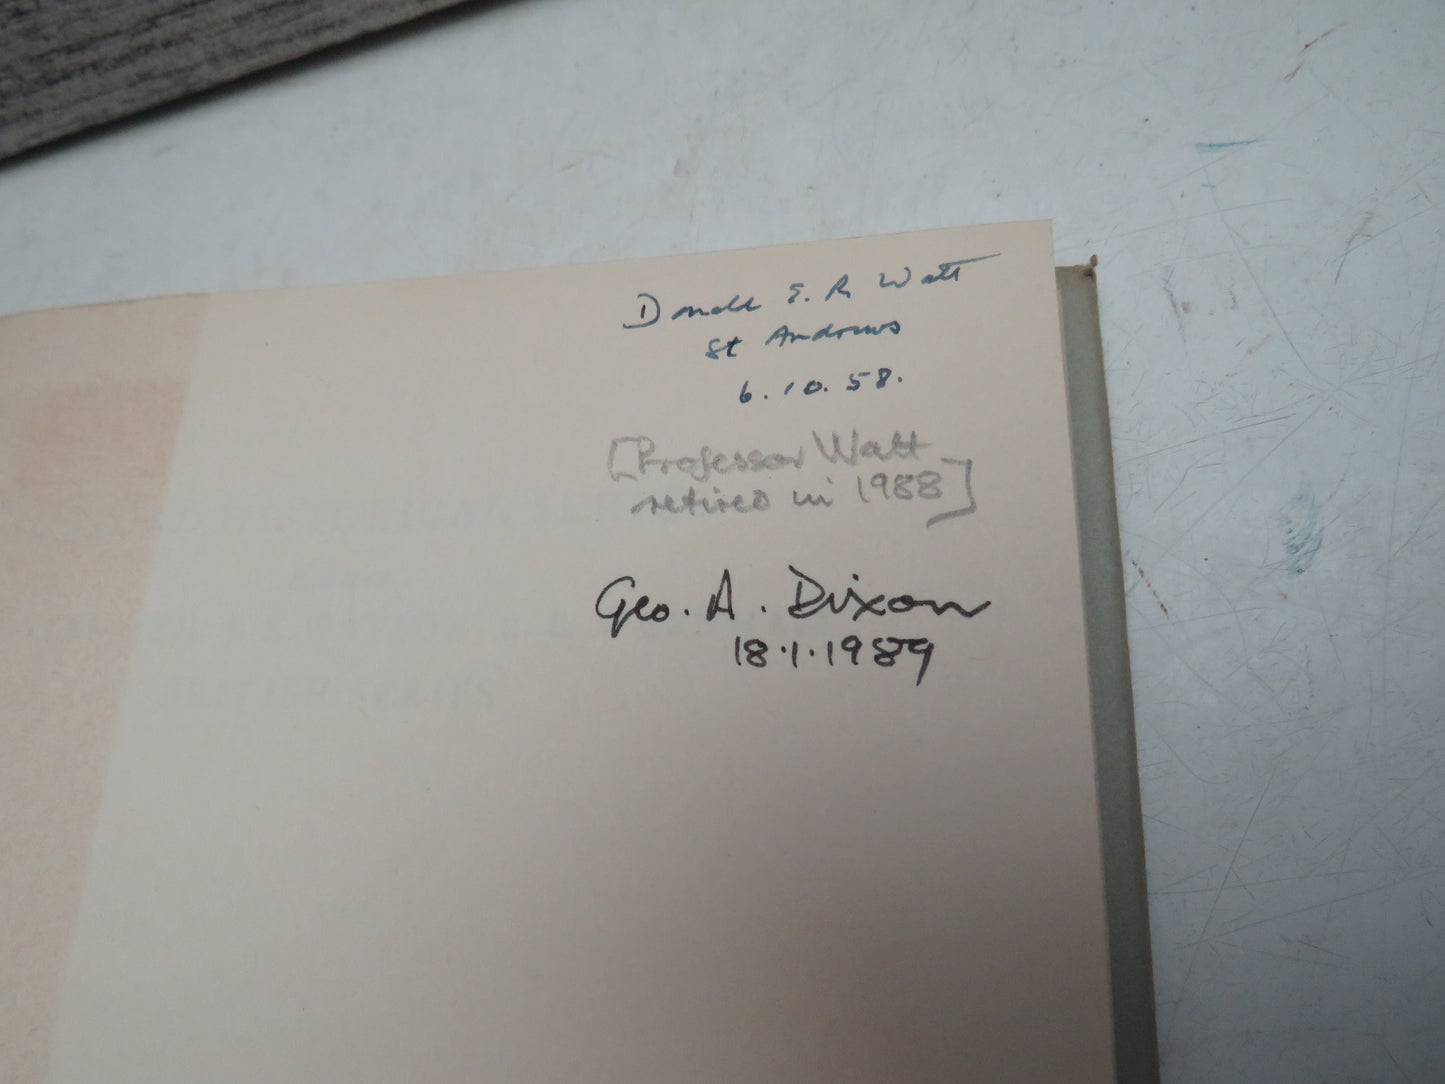 Donald E. R. Watt
St Andrews
6.10.58.
[Professor Watt
retired in 1988]
Geo. A. Dixon
18.1.1989